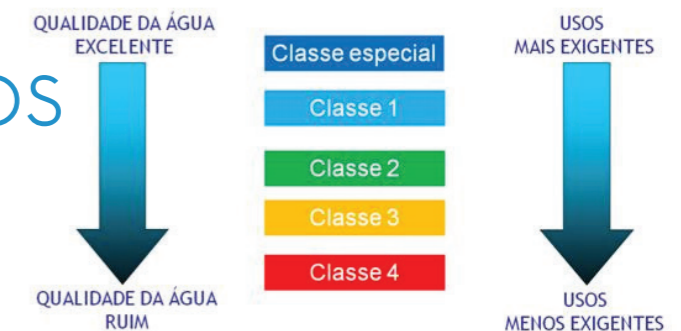 QUALIDADE DA ÁGUA
EXCELENTE
OS
Classe especial
Classe 1
Classe 2
Classe 3
Classe 4
QUALIDADE DA ÁGUA
RUIM
USOS
MAIS EXIGENTES
USOS
MENOS EXIGENTES